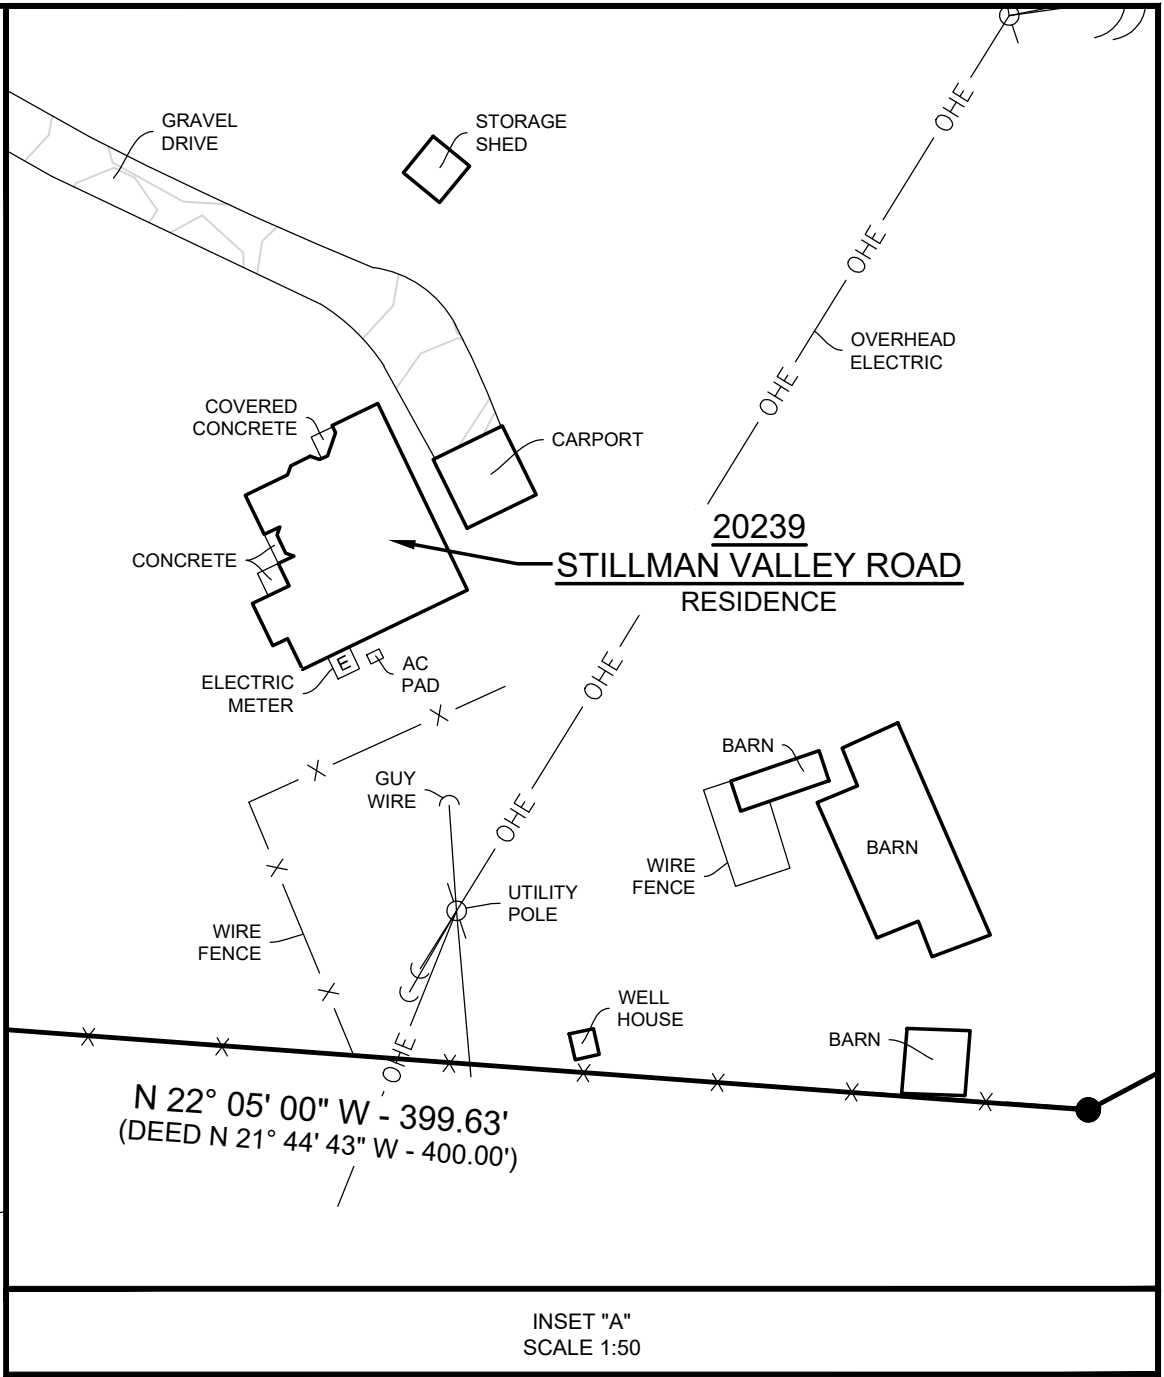 OHE
GRAVEL
DRIVE
STORAGE
SHED
OHE
OVERHEAD
ELECTRIC
OHE
COVERED
CONCRETE
CARPORT
20239
STILLMAN VALLEY ROAD
RESIDENCE
CONCRETE
E
ELECTRIC
METER
AC
PAD
OHE
BARN
GUY
WIRE
OHE
BARN
WIRE
FENCE
UTILITY
POLE
WIRE
FENCE
WELL
HOUSE
BARN
OHE
N 22° 05' 00" W - 399.63'
(DEED N 21° 44' 43" W - 400.00')
INSET "A"
SCALE 1:50